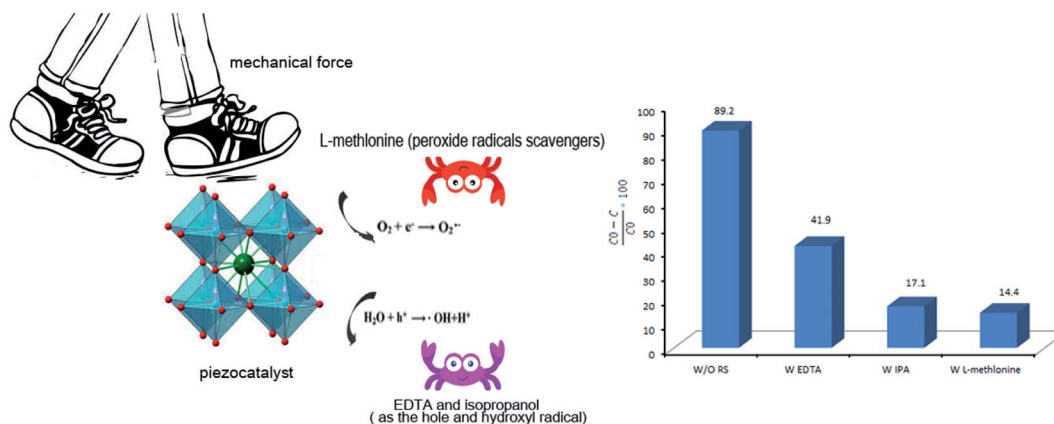 mechanical force
L-methlonine (peroxide radicals scavengers)
O₂ + e⁻ ⟶ O₂•⁻
H₂O + h⁺ ⟶ · OH+H⁺
piezocatalyst
EDTA and isopropanol
( as the hole and hydroxyl radical)
C0 − C
C0
* 100
100
90
80
70
60
50
40
30
20
10
0
89.2
41.9
17.1
14.4
W/O RS
W EDTA
W IPA
W L-methlonine